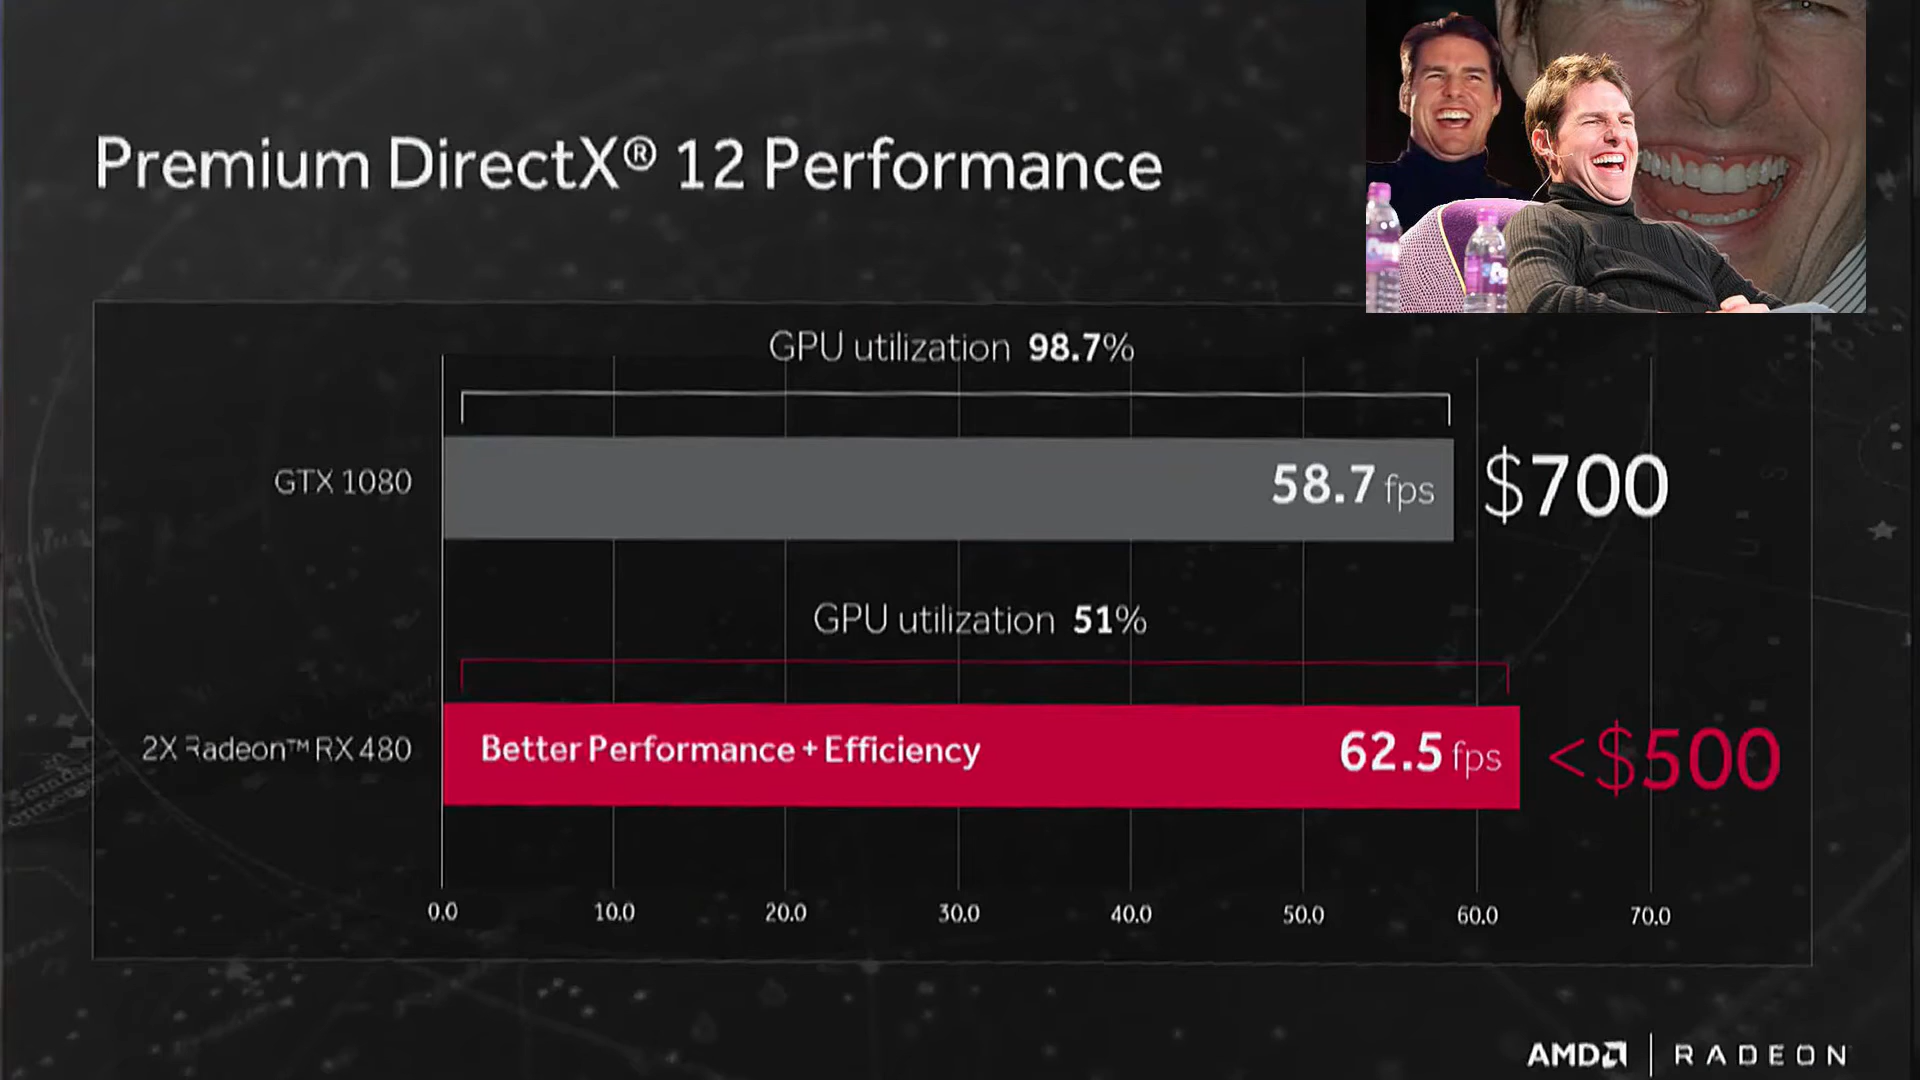 Premium DirectX® 12 Performance
GPU utilization 98.7%
GTX 1080
58.7 fps
$700
GPU utilization 51%
2X Radeon™ RX 480
Better Performance + Efficiency
62.5 fps
<$500
0.0 10.0 20.0 30.0 40.0 50.0 60.0 70.0
AMD RADEON